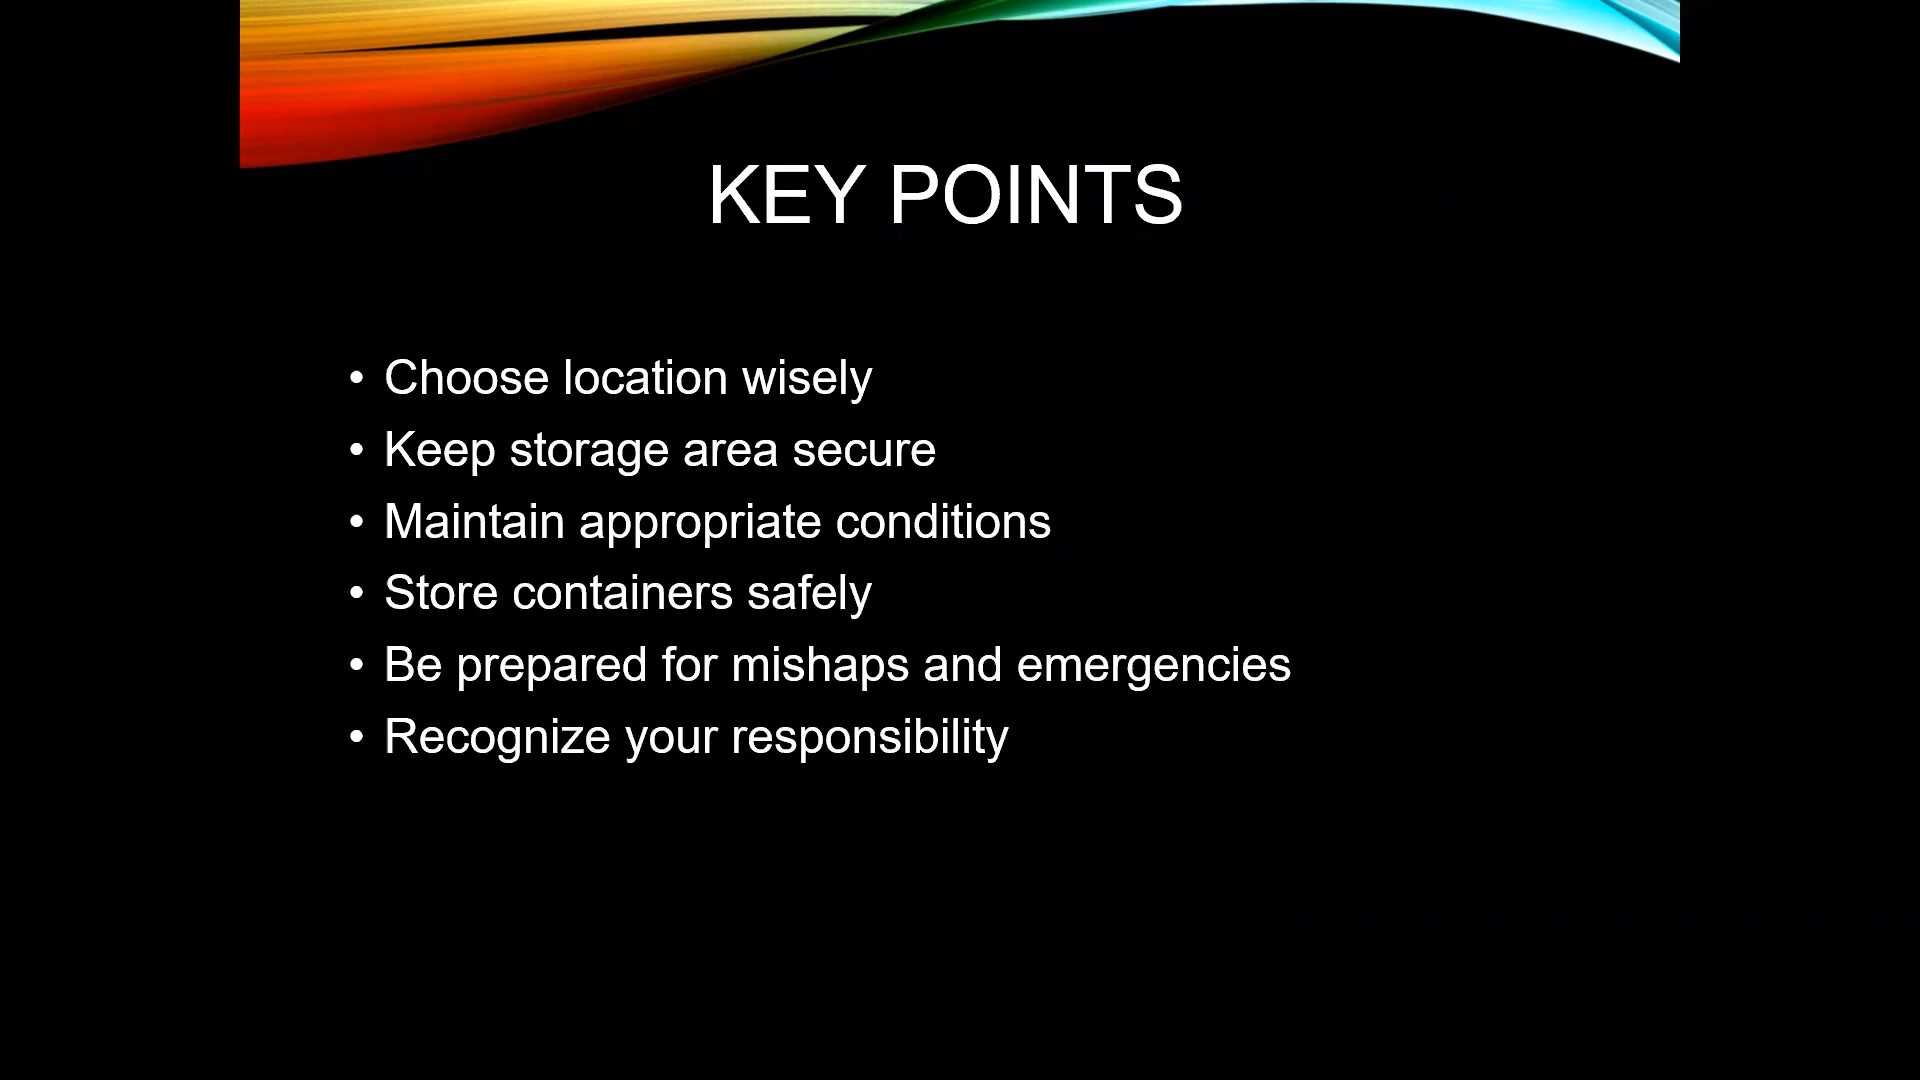 KEY POINTS
• Choose location wisely
• Keep storage area secure
• Maintain appropriate conditions
• Store containers safely
• Be prepared for mishaps and emergencies
• Recognize your responsibility